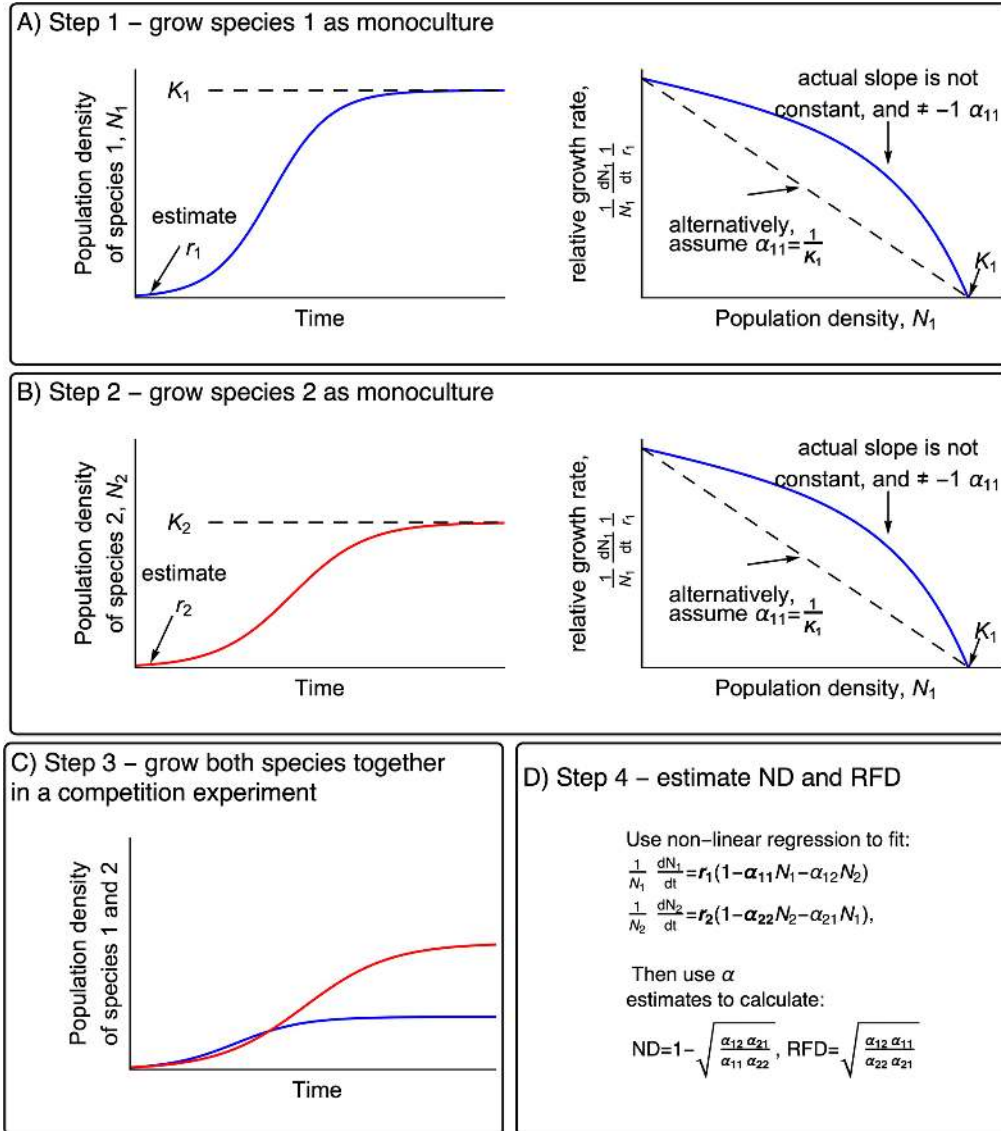 A) Step 1 – grow species 1 as monoculture
Population density
of species 1, N₁
K₁
estimate
r₁
Time
relative growth rate,
1/N₁ dN₁/dt 1/r₁
actual slope is not
constant, and ≠ −1 α₁₁
alternatively,
assume α₁₁=1/K₁
K₁
Population density, N₁
B) Step 2 – grow species 2 as monoculture
Population density
of species 2, N₂
K₂
estimate
r₂
Time
relative growth rate,
1/N₁ dN₁/dt 1/r₁
actual slope is not
constant, and ≠ −1 α₁₁
alternatively,
assume α₁₁=1/K₁
K₁
Population density, N₁
C) Step 3 – grow both species together
in a competition experiment
Population density
of species 1 and 2
Time
D) Step 4 – estimate ND and RFD
Use non–linear regression to fit:
1/N₁ dN₁/dt=r₁(1−α₁₁N₁−α₁₂N₂)
1/N₂ dN₂/dt=r₂(1−α₂₂N₂−α₂₁N₁),
Then use α
estimates to calculate:
ND=1−√(α₁₂ α₂₁/α₁₁ α₂₂), RFD=√(α₁₂ α₁₁/α₂₂ α₂₁)